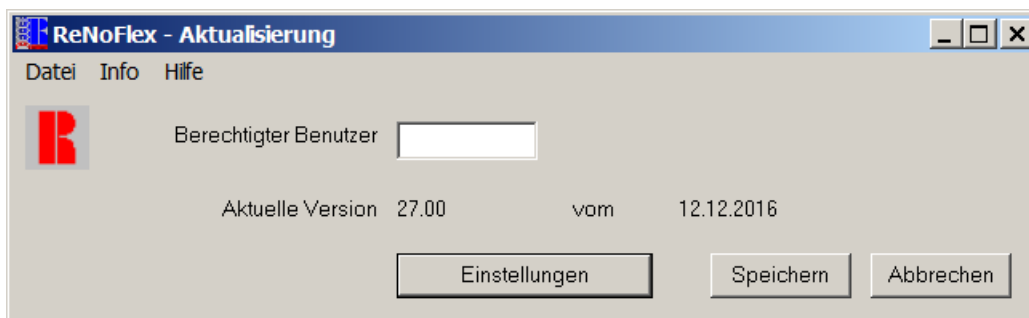 ReNoFlex - Aktualisierung
Datei Info Hilfe
Berechtigter Benutzer
Aktuelle Version 27.00 vom 12.12.2016
Einstellungen Speichern Abbrechen